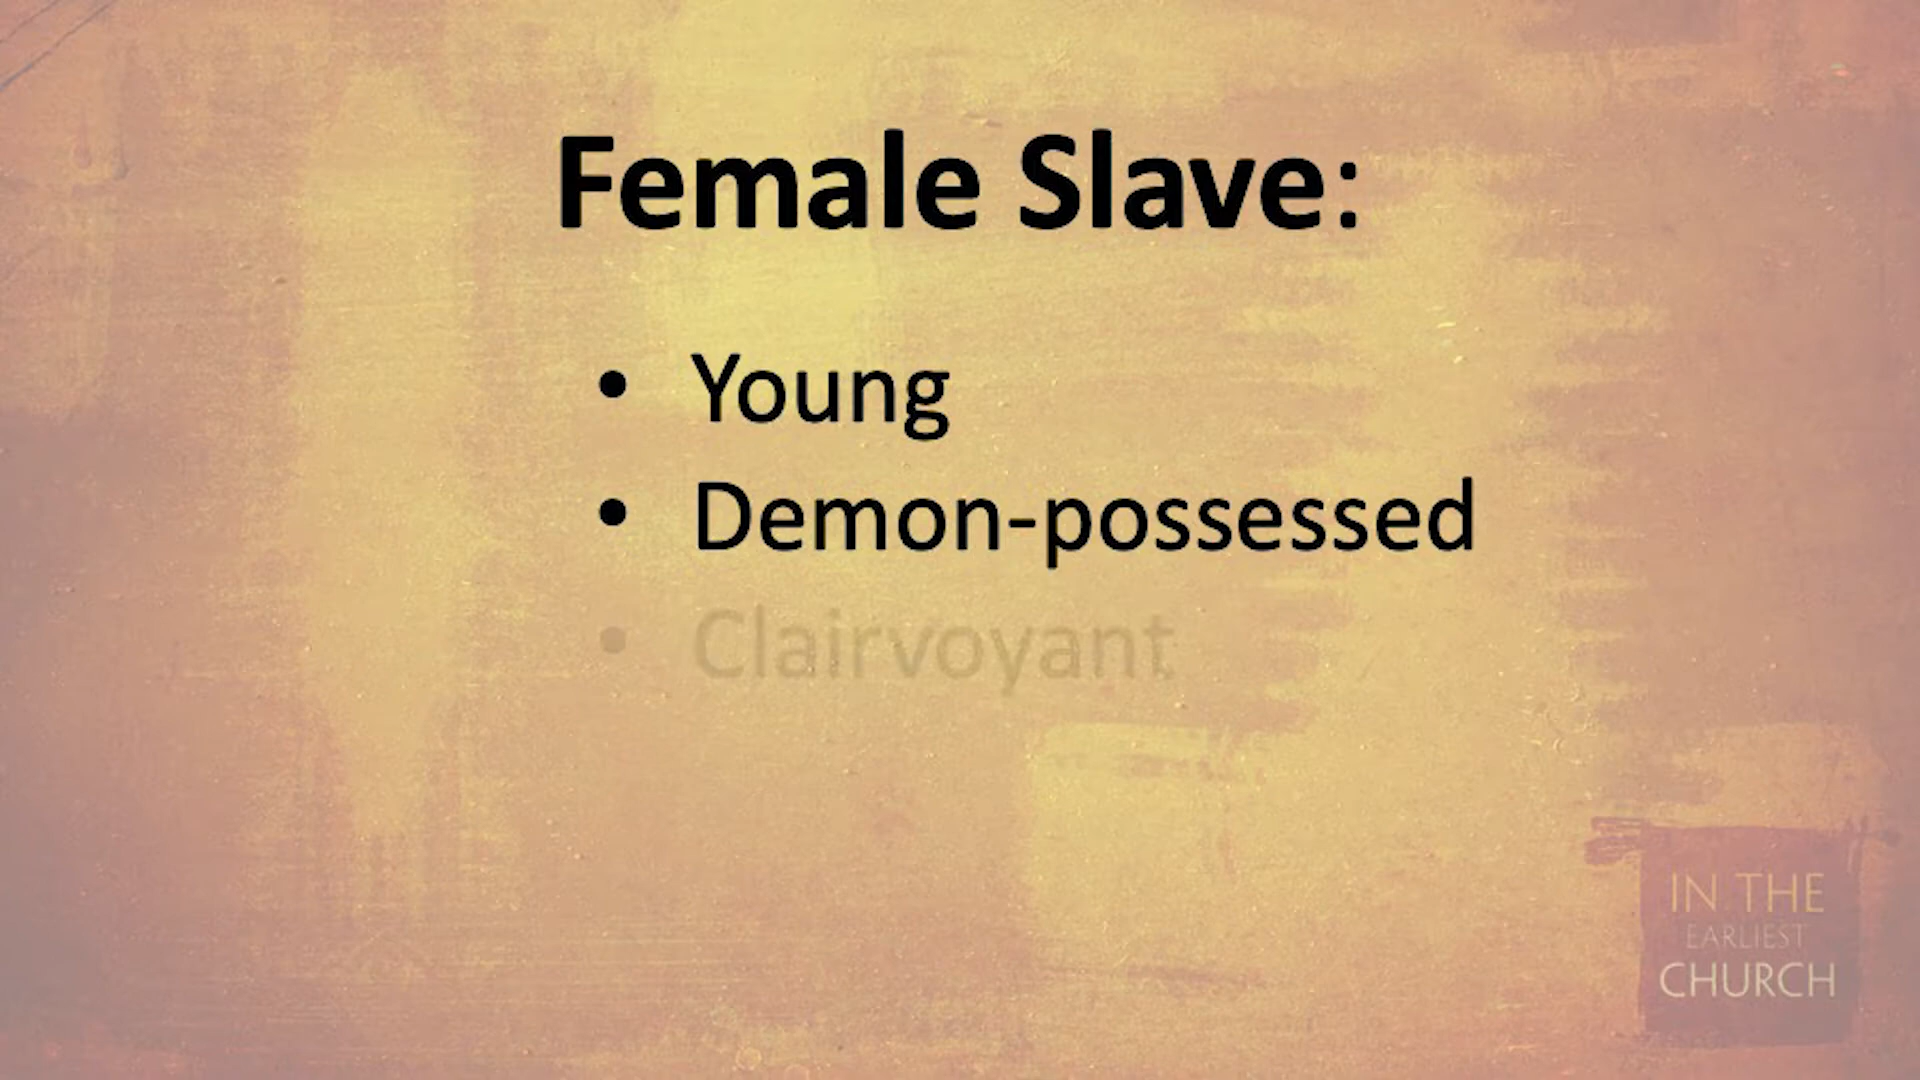 Female Slave:
• Young
• Demon-possessed
• Clairvoyant
IN THE
EARLIEST
CHURCH